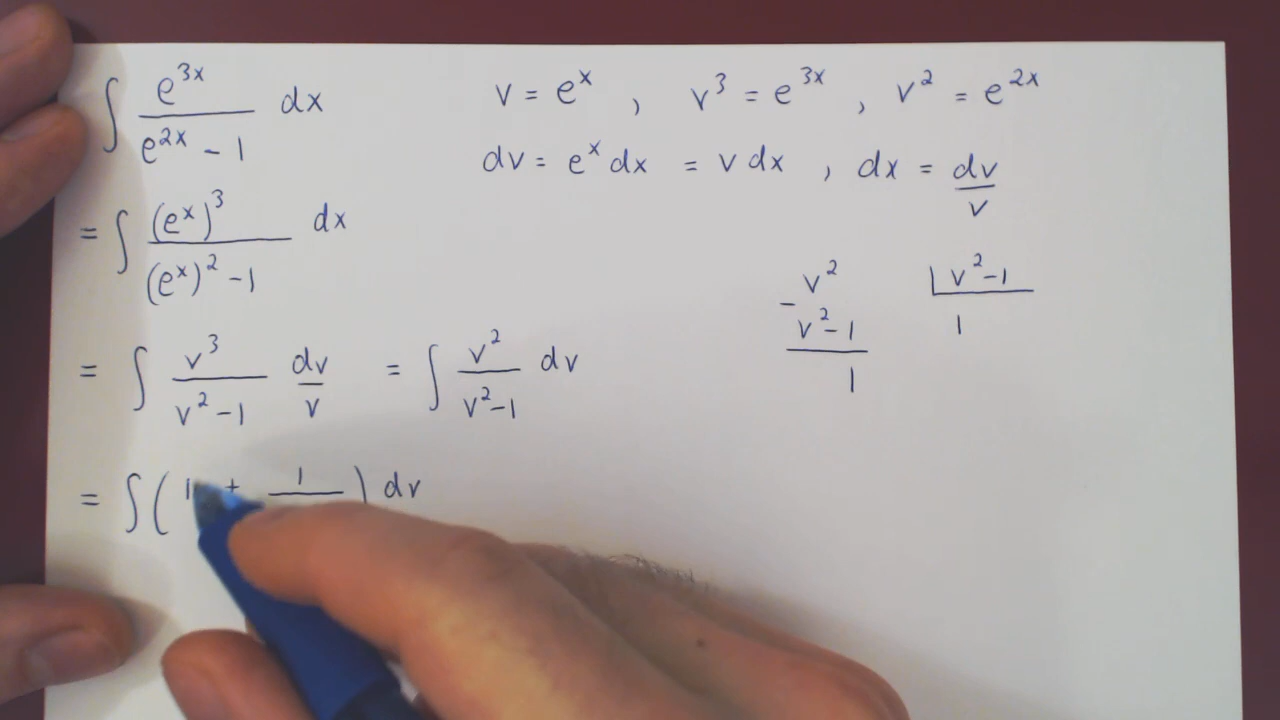 ∫ e^{3x} / (e^{2x} - 1) dx
v = e^x , v^3 = e^{3x} , v^2 = e^{2x}
dv = e^x dx = v dx , dx = dv/v
= ∫ (e^x)^3 / ((e^x)^2 - 1) dx
v^2 |v^2-1
- v^2-1 1
1
= ∫ v^3 / (v^2 - 1) dv/v = ∫ v^2 / (v^2-1) dv
= ∫ ( 1 + 1 ) dv